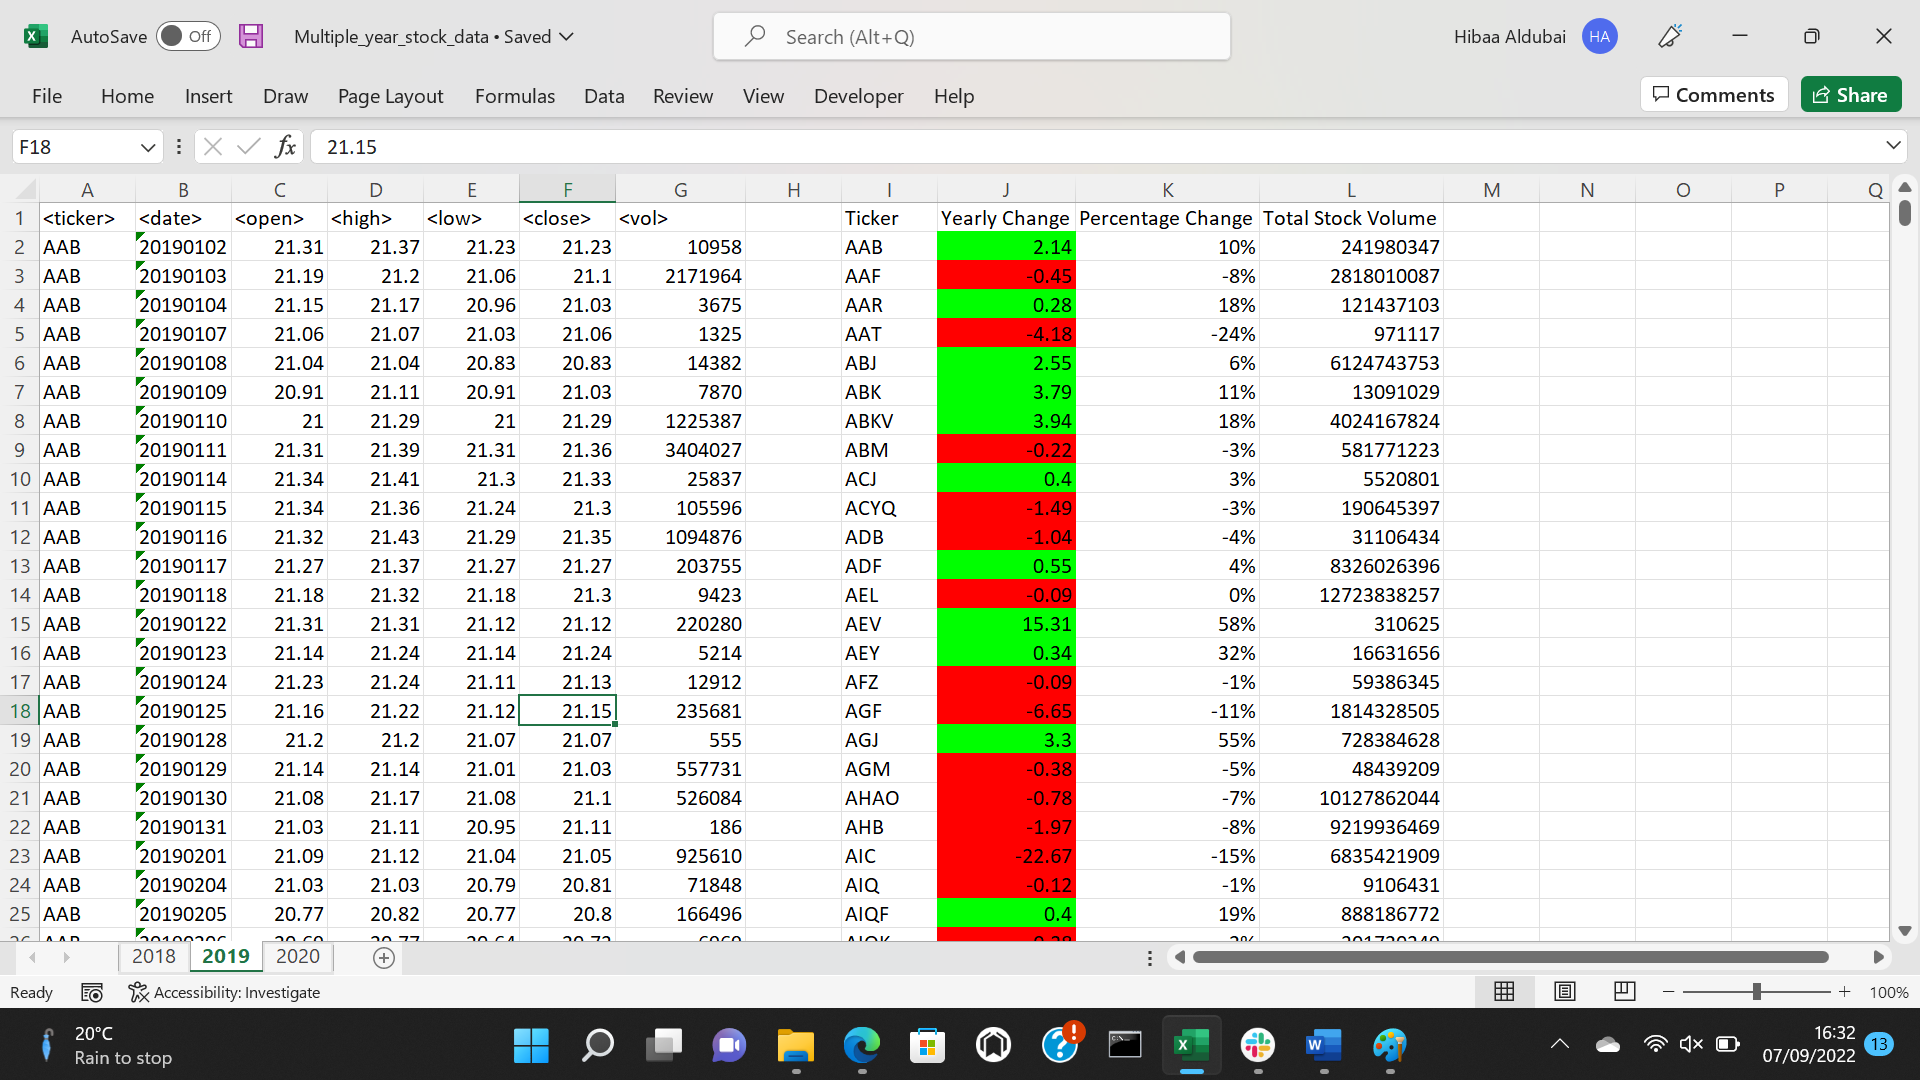 AutoSave Off Multiple_year_stock_data • Saved Search (Alt+Q) Hibaa Aldubai HA
File Home Insert Draw Page Layout Formulas Data Review View Developer Help Comments Share
F18 fx 21.15
A B C D E F G H I J K L M N O P Q
1 <ticker> <date> <open> <high> <low> <close> <vol> Ticker Yearly Change Percentage Change Total Stock Volume
2 AAB 20190102 21.31 21.37 21.23 21.23 10958 AAB 2.14 10% 241980347
3 AAB 20190103 21.19 21.2 21.06 21.1 2171964 AAF -0.45 -8% 2818010087
4 AAB 20190104 21.15 21.17 20.96 21.03 3675 AAR 0.28 18% 121437103
5 AAB 20190107 21.06 21.07 21.03 21.06 1325 AAT -4.18 -24% 971117
6 AAB 20190108 21.04 21.04 20.83 20.83 14382 ABJ 2.55 6% 6124743753
7 AAB 20190109 20.91 21.11 20.91 21.03 7870 ABK 3.79 11% 13091029
8 AAB 20190110 21 21.29 21 21.29 1225387 ABKV 3.94 18% 4024167824
9 AAB 20190111 21.31 21.39 21.31 21.36 3404027 ABM -0.22 -3% 581771223
10 AAB 20190114 21.34 21.41 21.3 21.33 25837 ACJ 0.4 3% 5520801
11 AAB 20190115 21.34 21.36 21.24 21.3 105596 ACYQ -1.49 -3% 190645397
12 AAB 20190116 21.32 21.43 21.29 21.35 1094876 ADB -1.04 -4% 31106434
13 AAB 20190117 21.27 21.37 21.27 21.27 203755 ADF 0.55 4% 8326026396
14 AAB 20190118 21.18 21.32 21.18 21.3 9423 AEL -0.09 0% 12723838257
15 AAB 20190122 21.31 21.31 21.12 21.12 220280 AEV 15.31 58% 310625
16 AAB 20190123 21.14 21.24 21.14 21.24 5214 AEY 0.34 32% 16631656
17 AAB 20190124 21.23 21.24 21.11 21.13 12912 AFZ -0.09 -1% 59386345
18 AAB 20190125 21.16 21.22 21.12 21.15 235681 AGF -6.65 -11% 1814328505
19 AAB 20190128 21.2 21.2 21.07 21.07 555 AGJ 3.3 55% 728384628
20 AAB 20190129 21.14 21.14 21.01 21.03 557731 AGM -0.38 -5% 48439209
21 AAB 20190130 21.08 21.17 21.08 21.1 526084 AHAO -0.78 -7% 10127862044
22 AAB 20190131 21.03 21.11 20.95 21.11 186 AHB -1.97 -8% 9219936469
23 AAB 20190201 21.09 21.12 21.04 21.05 925610 AIC -22.67 -15% 6835421909
24 AAB 20190204 21.03 21.03 20.79 20.81 71848 AIQ -0.12 -1% 9106431
25 AAB 20190205 20.77 20.82 20.77 20.8 166496 AIQF 0.4 19% 888186772
2018 2019 2020
Ready Accessibility: Investigate 100%
20°C 16:32
Rain to stop 07/09/2022 13